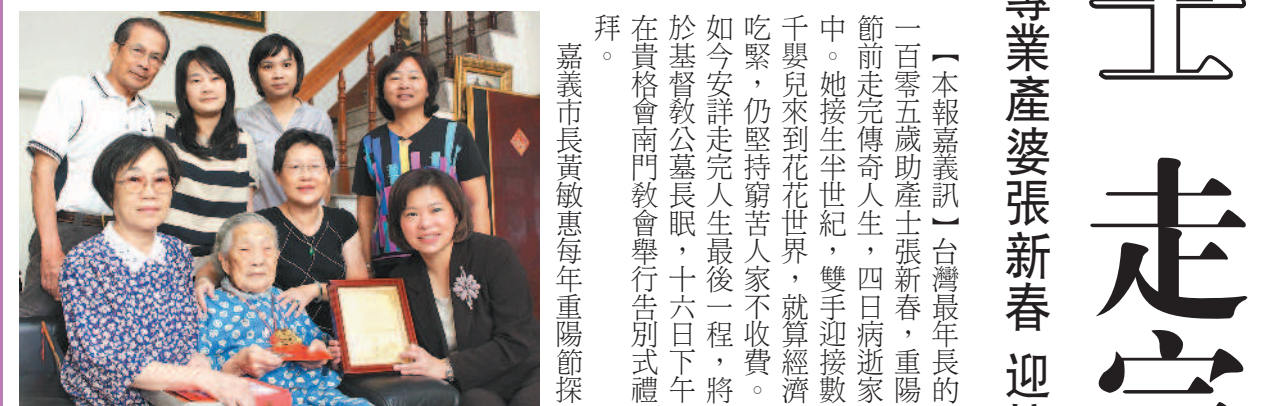 士 走完
專業產婆張新春 迎
【本報嘉義訊】台灣最年長的
一百零五歲助產士張新春，重陽
節前走完傳奇人生，四日病逝家
中。她接生半世紀，雙手迎接數
千嬰兒來到花花世界，就算經濟
吃緊，仍堅持窮苦人家不收費。
如今安詳走完人生最後一程，將
於基督教公墓長眠，十六日下午
在貴格會南門教會舉行告別式禮
拜。
嘉義市長黃敏惠每年重陽節探